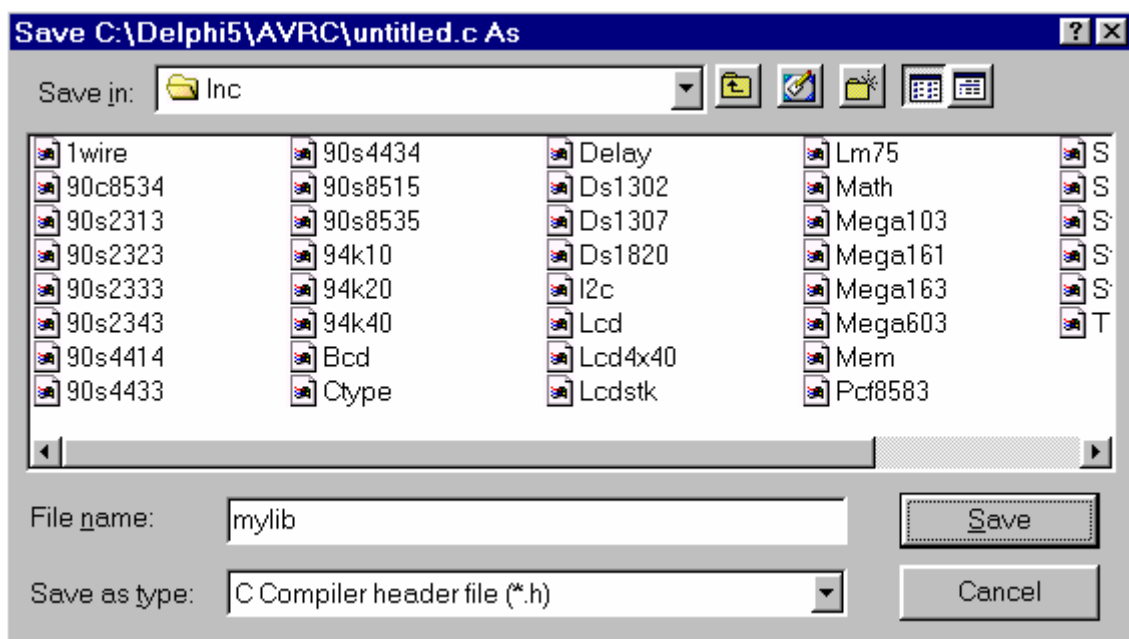 Save C:\Delphi5\AVRC\untitled.c As
Save in: Inc
1wire 90s4434 Delay Lm75 S
90c8534 90s8515 Ds1302 Math S
90s2313 90s8535 Ds1307 Mega103 S
90s2323 94k10 Ds1820 Mega161 S
90s2333 94k20 I2c Mega163 S
90s2343 94k40 Lcd Mega603 T
90s4414 Bcd Lcd4x40 Mem
90s4433 Ctype Lcdstk Pcf8583
File name: mylib Save
Save as type: C Compiler header file (*.h) Cancel